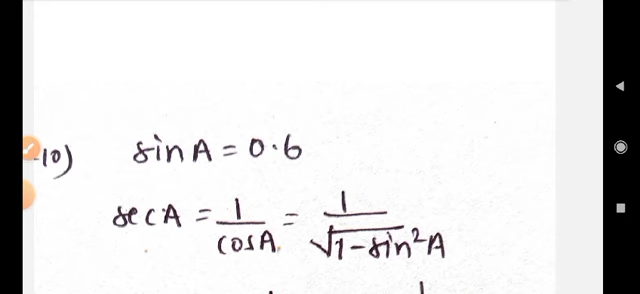 10) sin A = 0.6
sec A = 1/cos A = 1/√(1-sin²A)